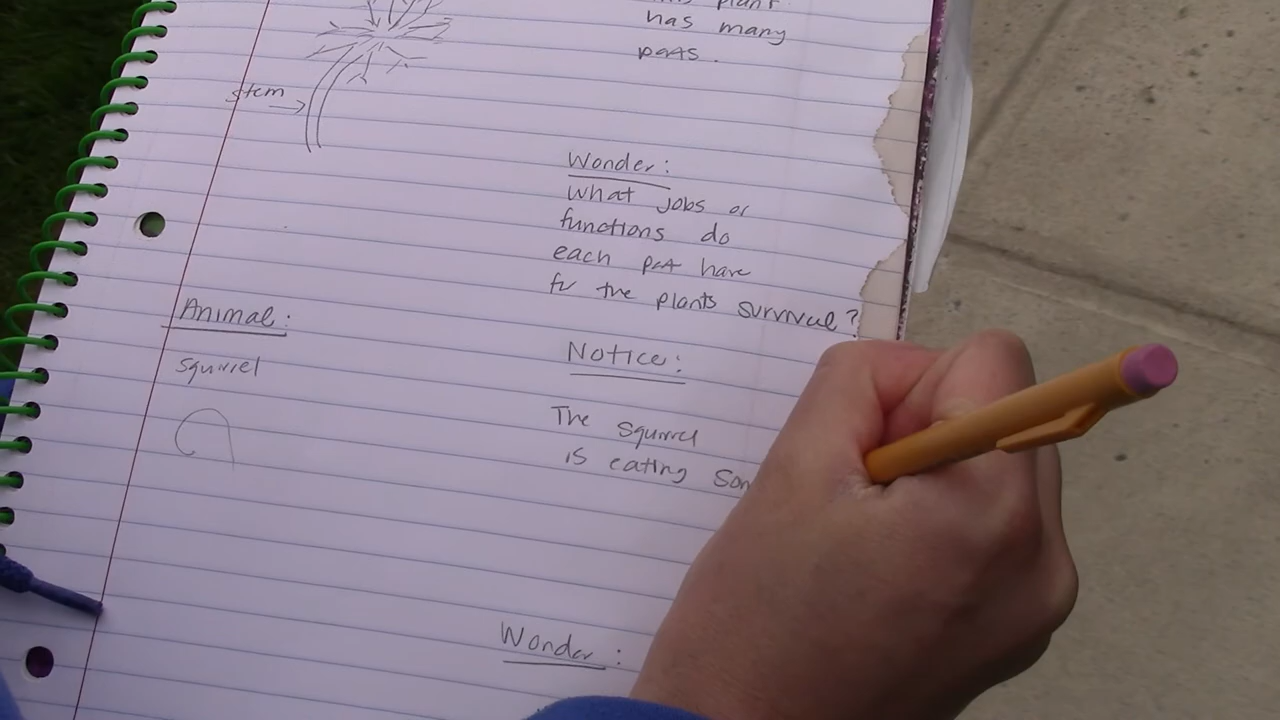 plant
has many
parts.
stem
Wonder:
What jobs or
functions do
each part have
for the plants survival?
Animal:
squirrel
Notice:
The squirrel
is eating
Wonder: